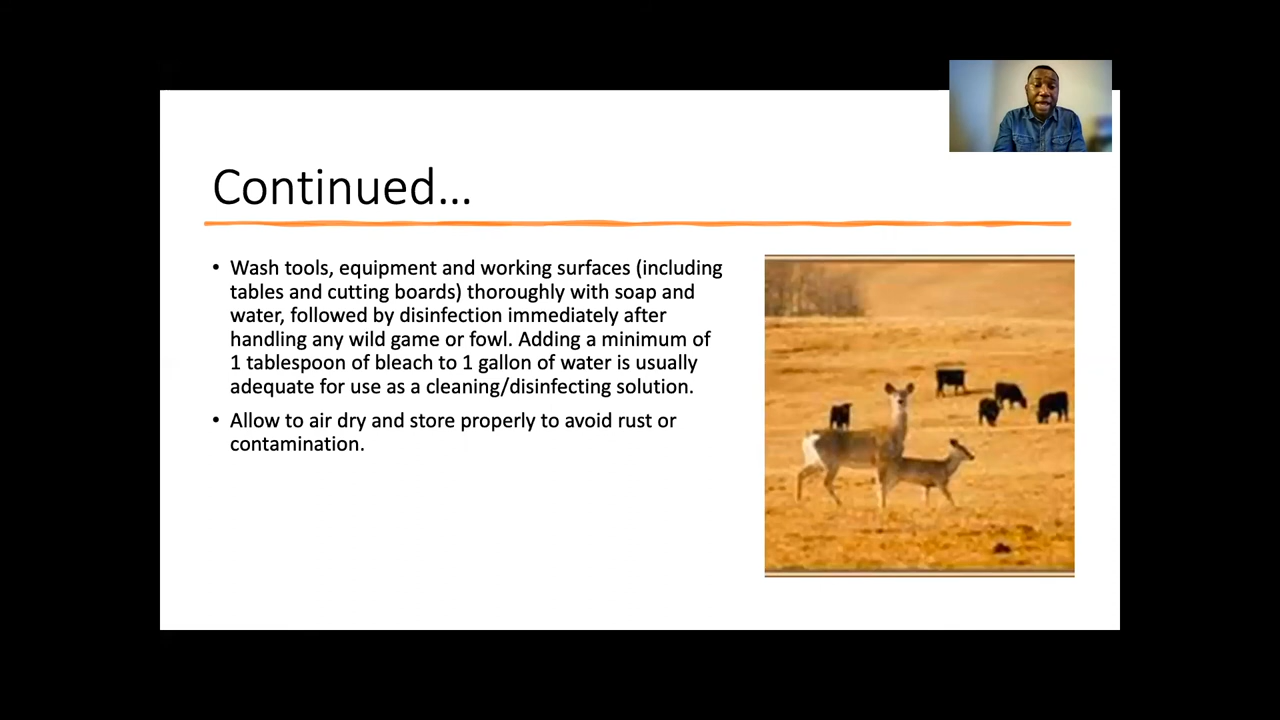 Continued...
• Wash tools, equipment and working surfaces (including
tables and cutting boards) thoroughly with soap and
water, followed by disinfection immediately after
handling any wild game or fowl. Adding a minimum of
1 tablespoon of bleach to 1 gallon of water is usually
adequate for use as a cleaning/disinfecting solution.
• Allow to air dry and store properly to avoid rust or
contamination.